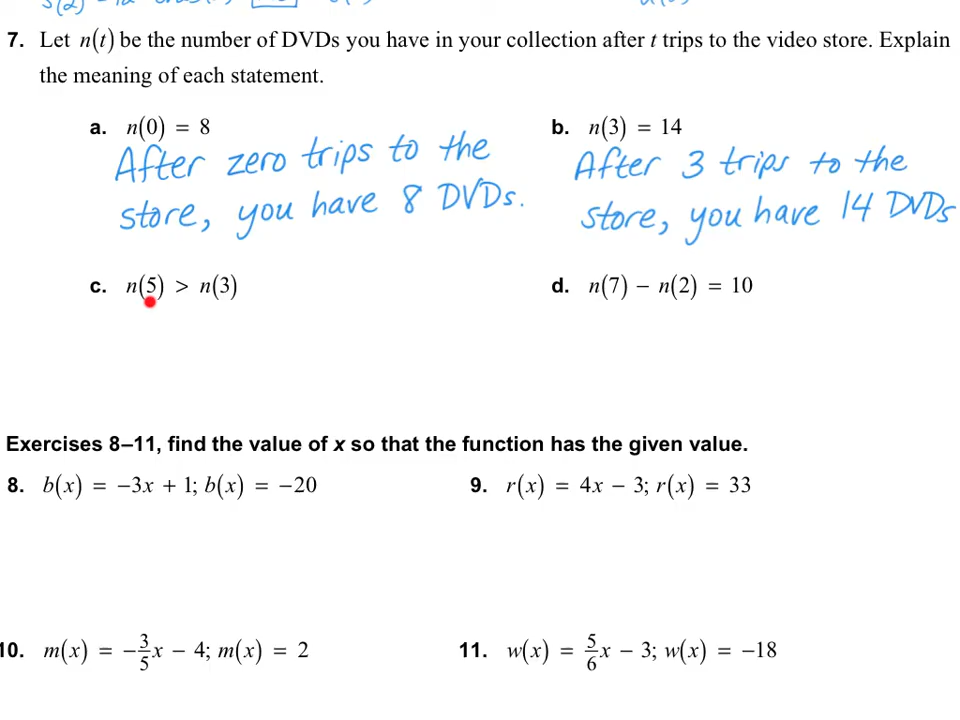 7. Let n(t) be the number of DVDs you have in your collection after t trips to the video store. Explain
the meaning of each statement.
a. n(0) = 8
b. n(3) = 14
After zero trips to the
store, you have 8 DVDs.
After 3 trips to the
store, you have 14 DVDs
c. n(5) > n(3)
d. n(7) − n(2) = 10
Exercises 8–11, find the value of x so that the function has the given value.
8. b(x) = −3x + 1; b(x) = −20
9. r(x) = 4x − 3; r(x) = 33
10. m(x) = −3/5x − 4; m(x) = 2
11. w(x) = 5/6x − 3; w(x) = −18